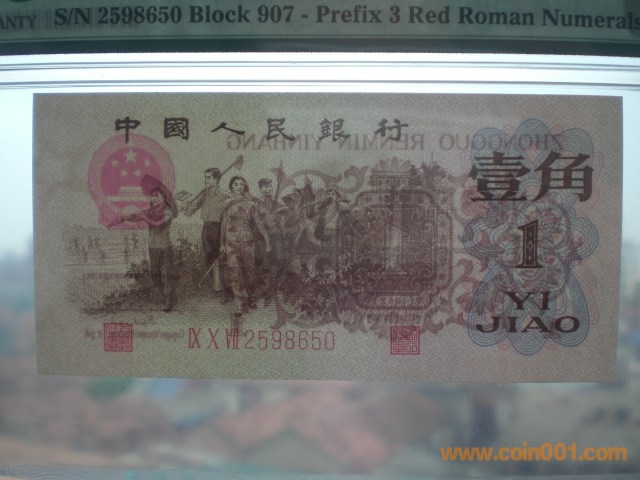 ANTY S/N 2598650 Block 907 - Prefix 3 Red Roman Numerals
中國人民銀行
ZHONGGUO RENMIN YINHANG
壹角
1
YI
JIAO
IX X VII 2598650
www.coin001.com